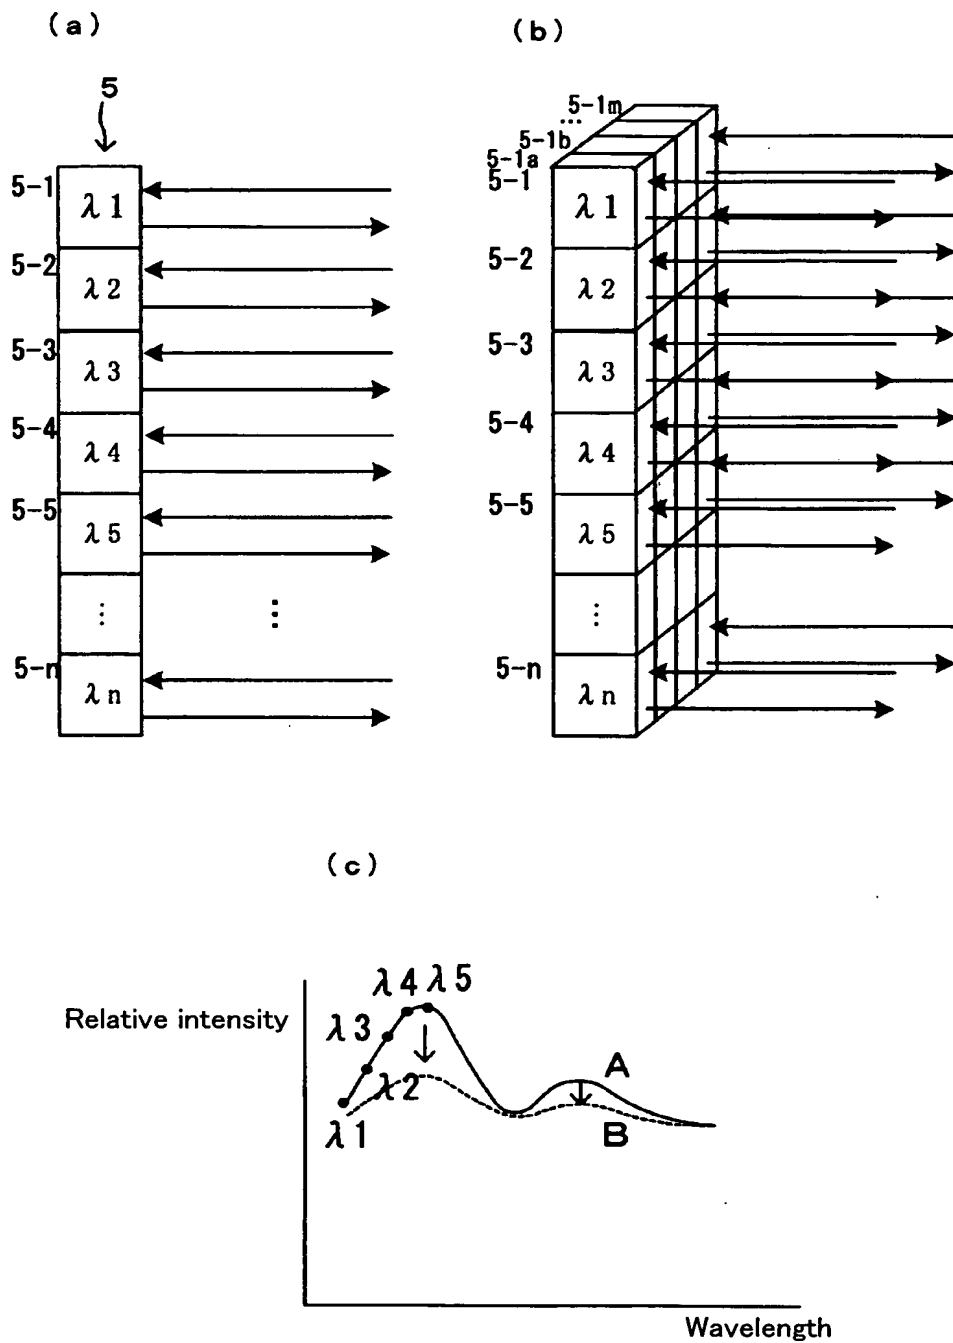 (a)
5
5-1
λ1
5-2
λ2
5-3
λ3
5-4
λ4
5-5
λ5
⋮
⋮
5-n
λn
(b)
5-1m
...
5-1b
5-1a
5-1
λ1
5-2
λ2
5-3
λ3
5-4
λ4
5-5
λ5
⋮
5-n
λn
(c)
Relative intensity
λ4 λ5
λ3
λ2
λ1
A
B
Wavelength